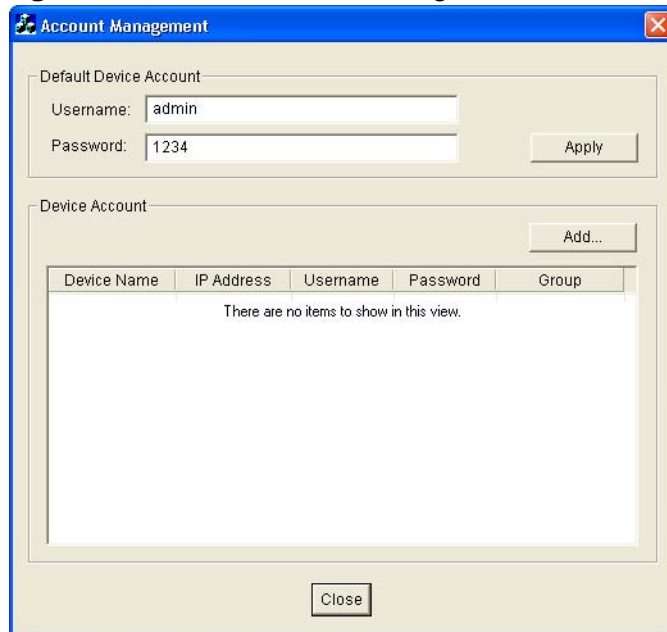 Account Management
Default Device Account
Username: admin
Password: 1234
Apply
Device Account
Add...
Device Name IP Address Username Password Group
There are no items to show in this view.
Close